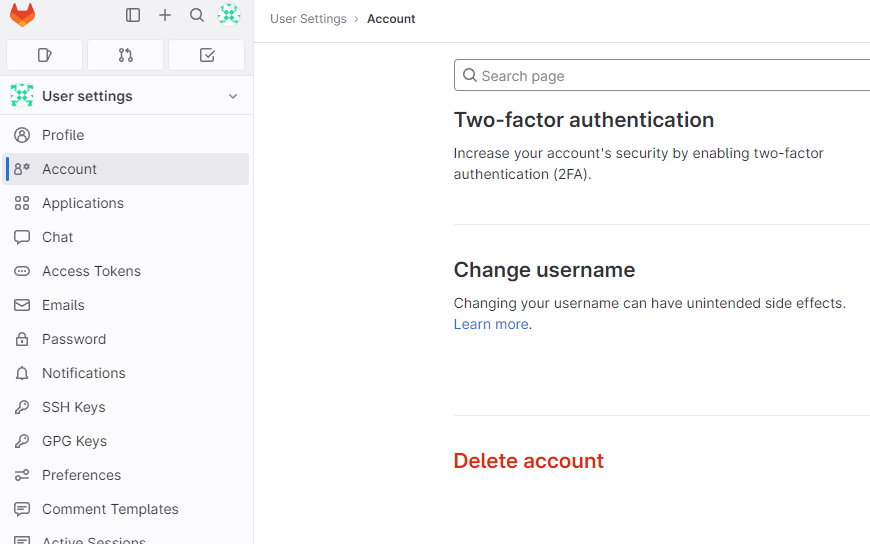 User Settings › Account
User settings
Profile
Account
Applications
Chat
Access Tokens
Emails
Password
Notifications
SSH Keys
GPG Keys
Preferences
Comment Templates
Active Sessions
Search page
Two-factor authentication
Increase your account's security by enabling two-factor
authentication (2FA).
Change username
Changing your username can have unintended side effects.
Learn more.
Delete account